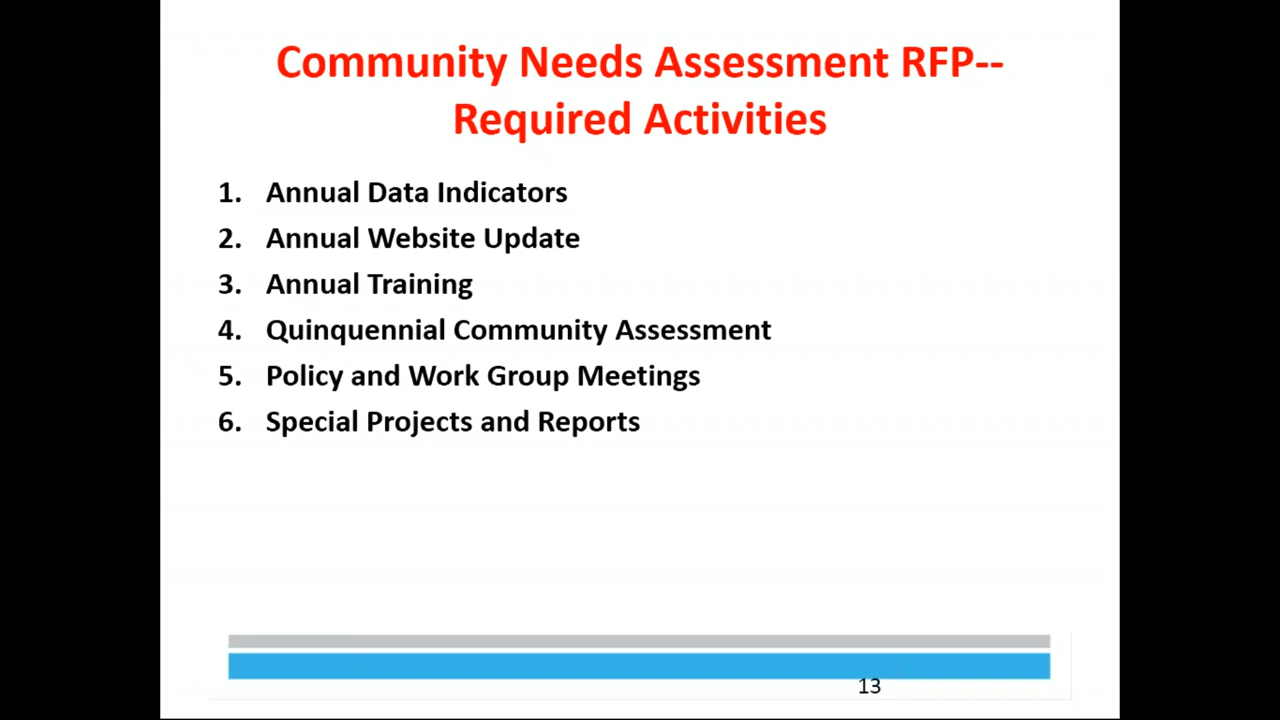 Community Needs Assessment RFP--
Required Activities
1. Annual Data Indicators
2. Annual Website Update
3. Annual Training
4. Quinquennial Community Assessment
5. Policy and Work Group Meetings
6. Special Projects and Reports
13